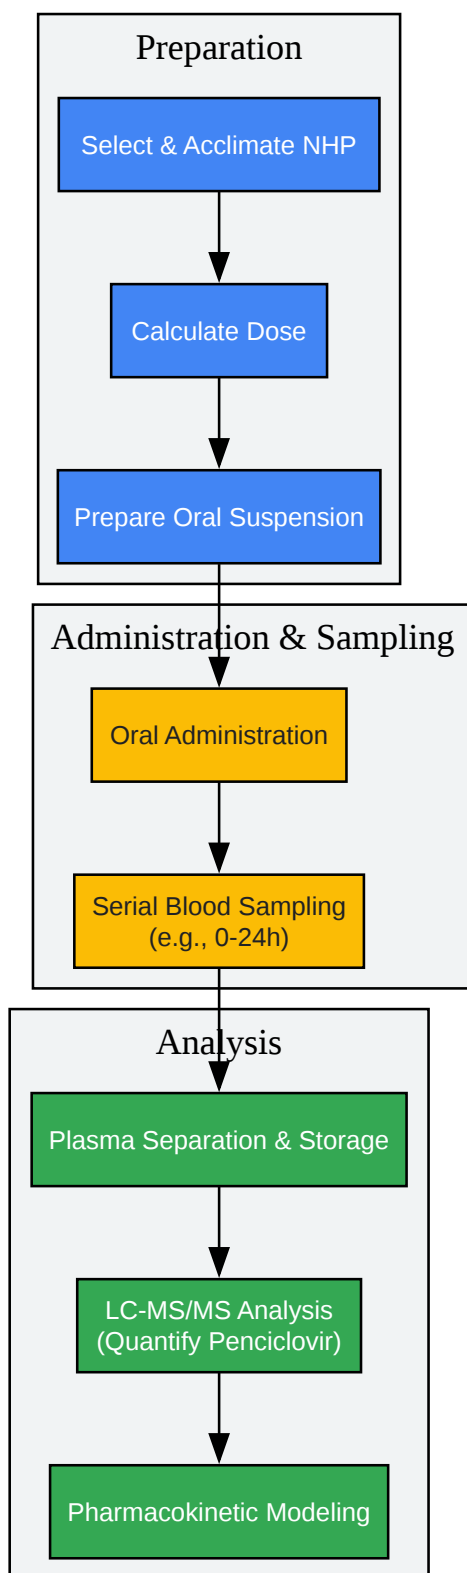 Preparation
Select & Acclimate NHP
Calculate Dose
Prepare Oral Suspension
Administration & Sampling
Oral Administration
Serial Blood Sampling
(e.g., 0-24h)
Analysis
Plasma Separation & Storage
LC-MS/MS Analysis
(Quantify Penciclovir)
Pharmacokinetic Modeling